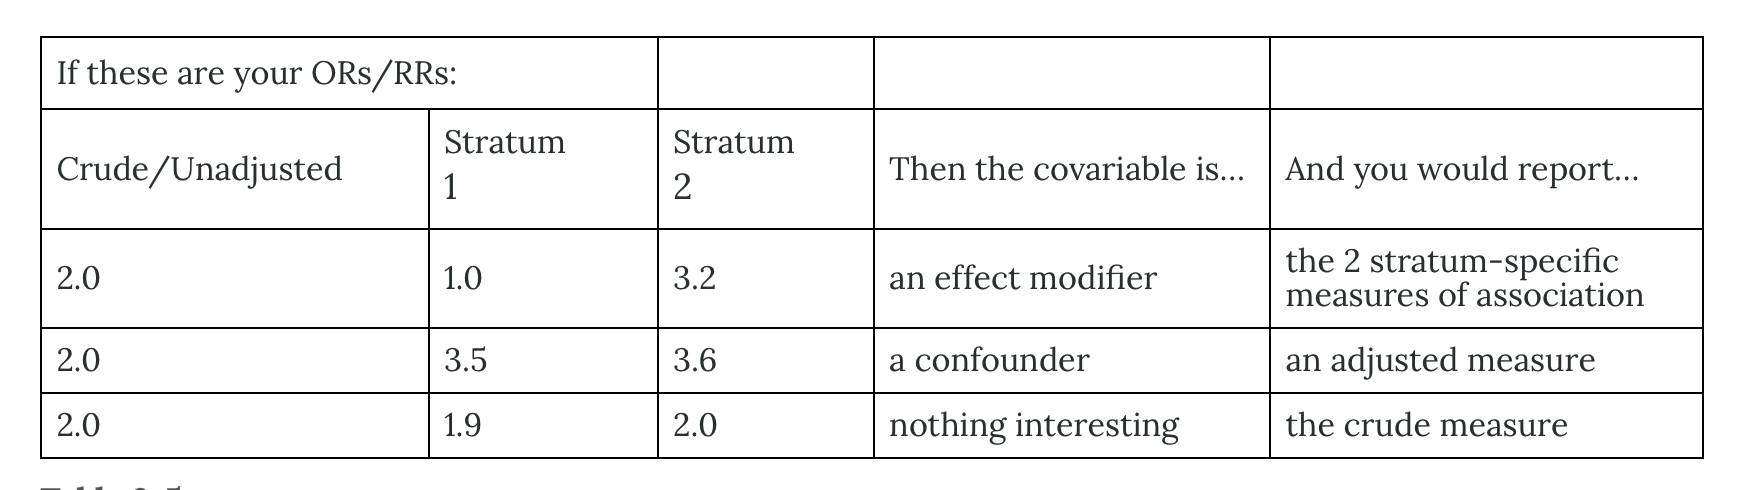 If these are your ORs/RRs:
Crude/Unadjusted
Stratum
1
Stratum
2
Then the covariable is...
And you would report...
2.0
1.0
3.2
an effect modifier
the 2 stratum-specific
measures of association
2.0
3.5
3.6
a confounder
an adjusted measure
2.0
1.9
2.0
nothing interesting
the crude measure